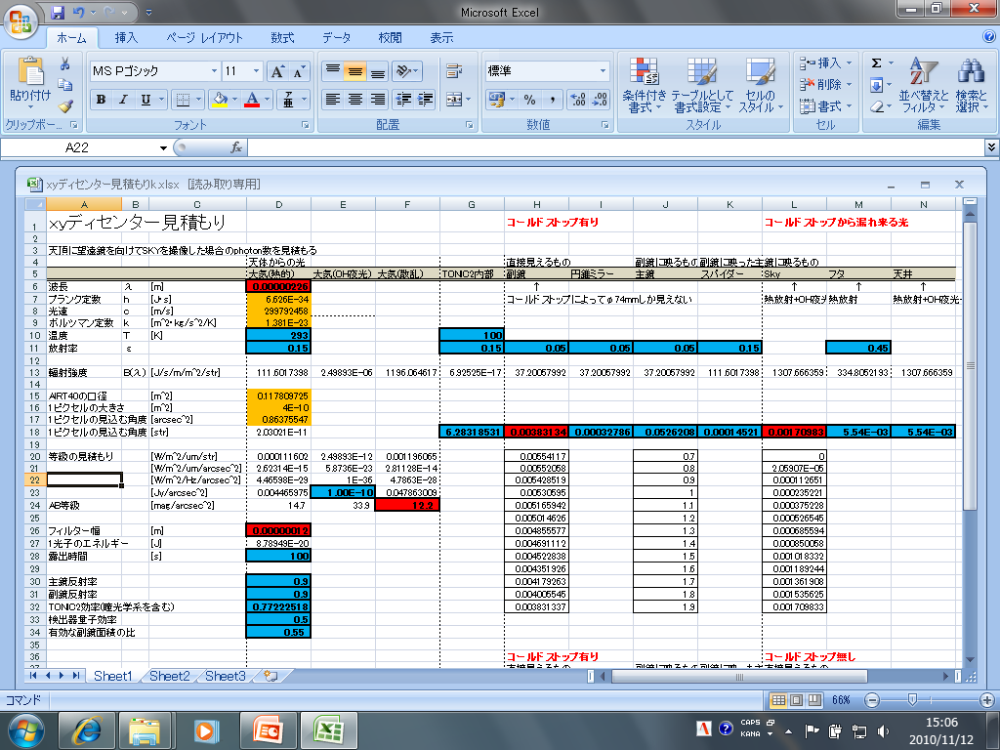 Microsoft Excel
ホーム 挿入 ページ レイアウト 数式 データ 校閲 表示
貼り付け MS Pゴシック 11 標準 条件付き書式 テーブルとして書式設定 セルのスタイル 挿入 削除 書式 並べ替えとフィルタ 検索と選択
クリップボー... フォント 配置 数値 スタイル セル 編集
A22
xyディセンター見積もりk.xlsx [読み取り専用]
A B C D E F G H I J K L M N
1 xyディセンター見積もり コールドストップ有り コールドストップから漏れ来る光
2
3 天頂に望遠鏡を向けてSKYを撮像した場合のphoton数を見積もる
4 天体からの光 直接見えるもの 副鏡に映るもの 副鏡に映った主鏡に映るもの
5 大気(熱的) 大気(OH夜光) 大気(散乱) TONIC2内部 副鏡 円錐ミラー 主鏡 スパイダー Sky フタ 天井
6 波長 λ [m] 0.00000226 ↑ ↑ ↑ ↑
7 プランク定数 h [J・s] 6.626E-34 コールドストップによってφ74mmしか見えない 熱放射+OH夜光 熱放射 熱放射+OH夜光
8 光速 c [m/s] 299792458
9 ボルツマン定数 k [m^2・kg/s^2/K] 1.381E-23
10 温度 T [K] 293 100
11 放射率 ε 0.15 0.15 0.05 0.05 0.05 0.15 0.45
12
13 輻射強度 B(λ) [J/s/m/m^2/str] 111.6017398 2.49893E-06 1196.064617 6.92525E-17 37.20057992 37.20057992 37.20057992 111.6017398 1307.666359 334.8052193 1307.666359
14
15 AIRT40の口径 [m^2] 0.117809725
16 1ピクセルの大きさ [m^2] 4E-10
17 1ピクセルの見込む角度 [arcsec^2] 0.86375547
18 1ピクセルの見込む角度 [str] 2.03021E-11 6.28318531 0.00383134 0.00032786 0.0526208 0.00014521 0.00170983 5.54E-03 5.54E-03
19
20 等級の見積もり [W/m^2/um/str] 0.000111602 2.49893E-12 0.001196065 0.00554117 0.7 0
21 [W/m^2/um/arcsec^2] 2.62314E-15 5.8736E-23 2.81128E-14 0.00552058 0.8 2.05907E-05
22 [W/m^2/Hz/arcsec^2] 4.46598E-29 1E-36 4.7863E-28 0.005428519 0.9 0.000112651
23 [Jy/arcsec^2] 0.004465975 1.00E-10 0.047863009 0.00530595 1 0.000235221
24 AB等級 [mag/arcsec^2] 14.7 33.9 12.2 0.005165942 1.1 0.000375228
25 0.005014626 1.2 0.000526545
26 フィルター幅 [m] 0.00000012 0.004855577 1.3 0.000685594
27 1光子のエネルギー [J] 8.78949E-20 0.004691112 1.4 0.000850058
28 露出時間 [s] 100 0.004522838 1.5 0.001018332
29 0.004351926 1.6 0.001189244
30 主鏡反射率 0.9 0.004179263 1.7 0.001361908
31 副鏡反射率 0.9 0.004005545 1.8 0.001535625
32 TONIC2効率(瞳光学系を含む) 0.77222518 0.003831337 1.9 0.001709833
33 検出器量子効率 0.5
34 有効な副鏡面積の比 0.55
35
36 コールドストップ有り コールドストップ無し
37 直接見えるもの 副鏡に映るもの 直接見えるもの
Sheet1 Sheet2 Sheet3
コマンド 66%
CAPS
KANA
15:06
2010/11/12